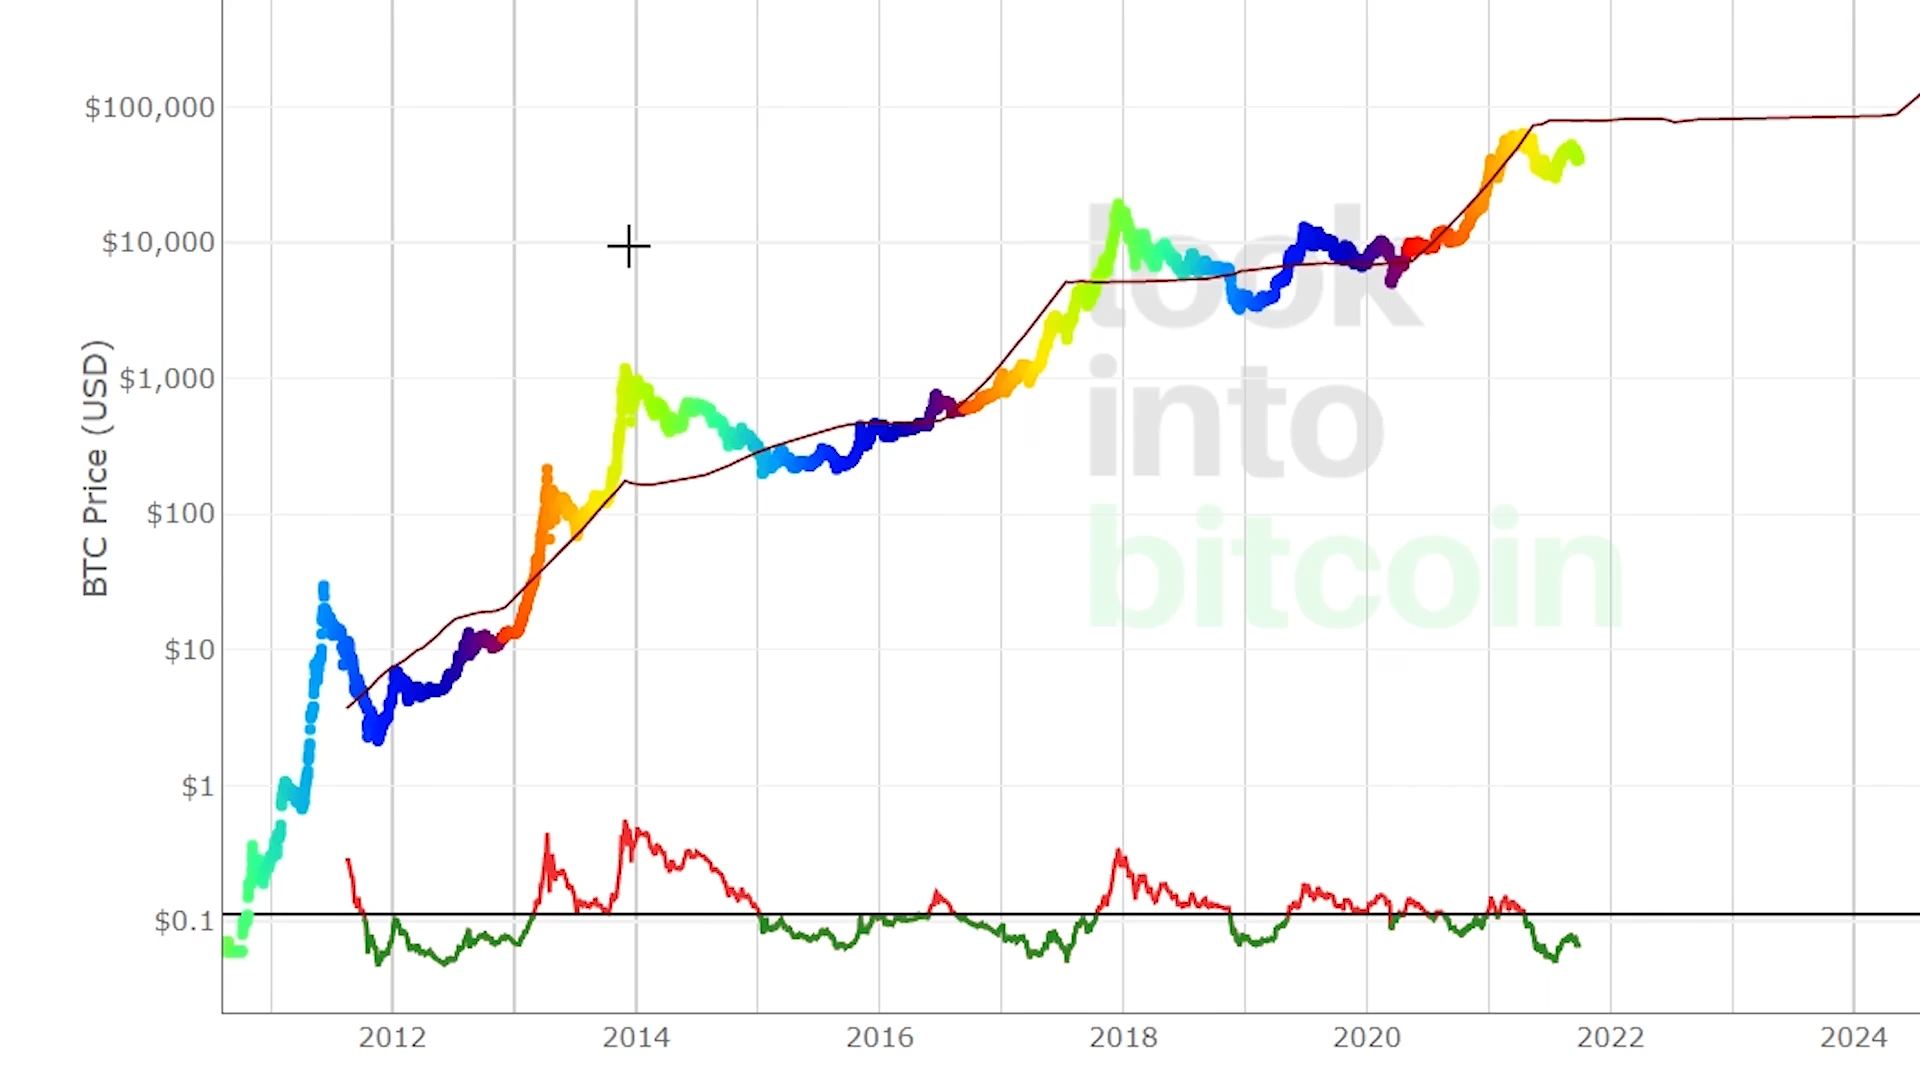 $100,000
$10,000
$1,000
$100
$10
$1
$0.1
BTC Price (USD)
look
into
bitcoin
2012 2014 2016 2018 2020 2022 2024